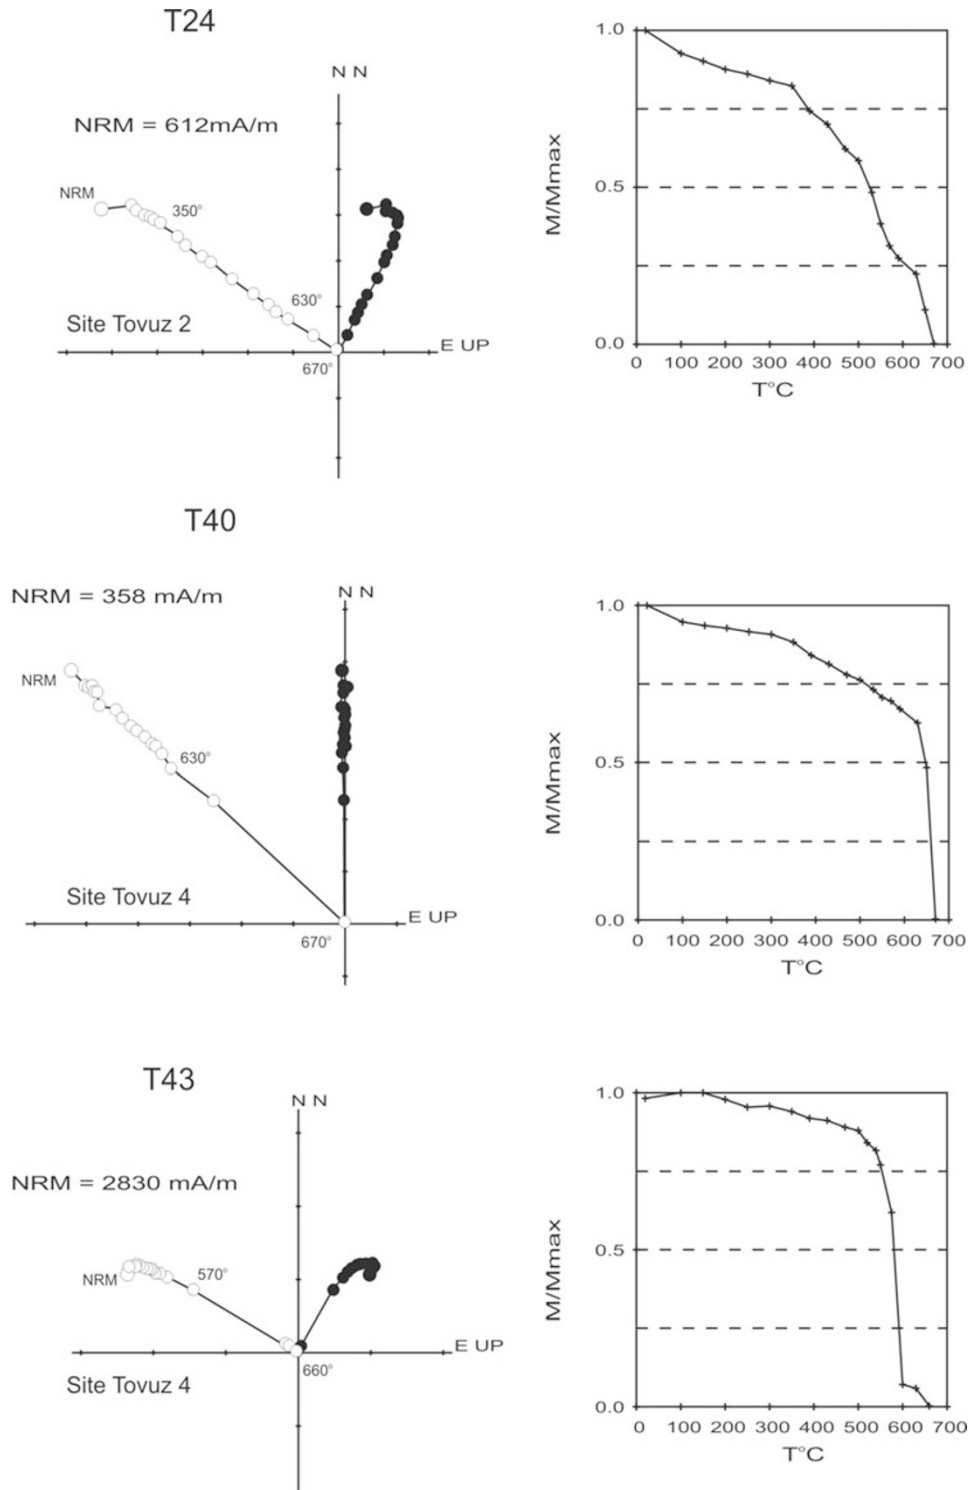 T24
N N
NRM = 612mA/m
NRM
350°
630°
Site Tovuz 2
E UP
670°
1.0
0.5
0.0
M/Mmax
0 100 200 300 400 500 600 700
T°C
T40
N N
NRM = 358 mA/m
NRM
630°
Site Tovuz 4
E UP
670°
1.0
0.5
0.0
M/Mmax
0 100 200 300 400 500 600 700
T°C
T43
N N
NRM = 2830 mA/m
NRM
570°
E UP
660°
Site Tovuz 4
1.0
0.5
0.0
M/Mmax
0 100 200 300 400 500 600 700
T°C